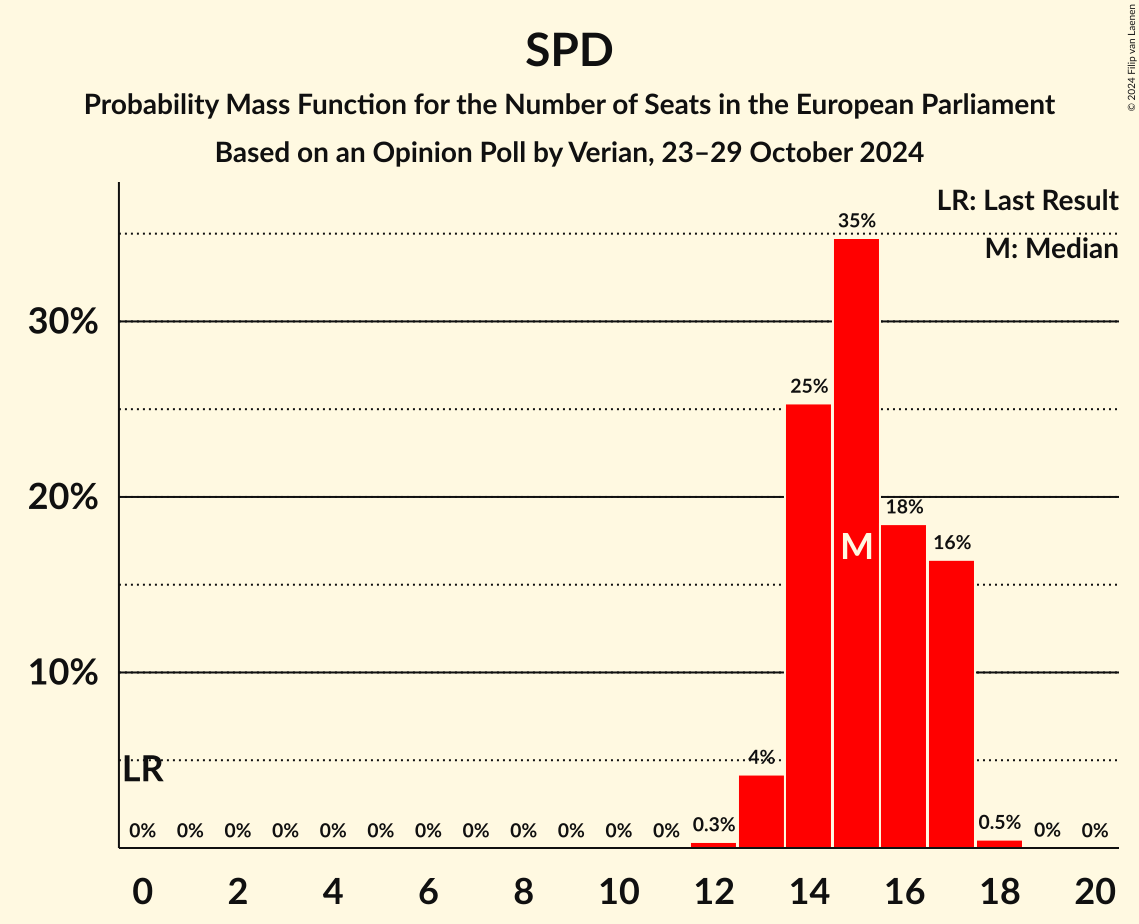 © 2024 Filip van Laenen
SPD
Probability Mass Function for the Number of Seats in the European Parliament
Based on an Opinion Poll by Verian, 23–29 October 2024
LR: Last Result
M: Median
35%
30%
25%
20%
18%
16%
M
10%
LR
4%
0% 0% 0% 0% 0% 0% 0% 0% 0% 0% 0% 0% 0.3% 0.5% 0% 0%
0 2 4 6 8 10 12 14 16 18 20